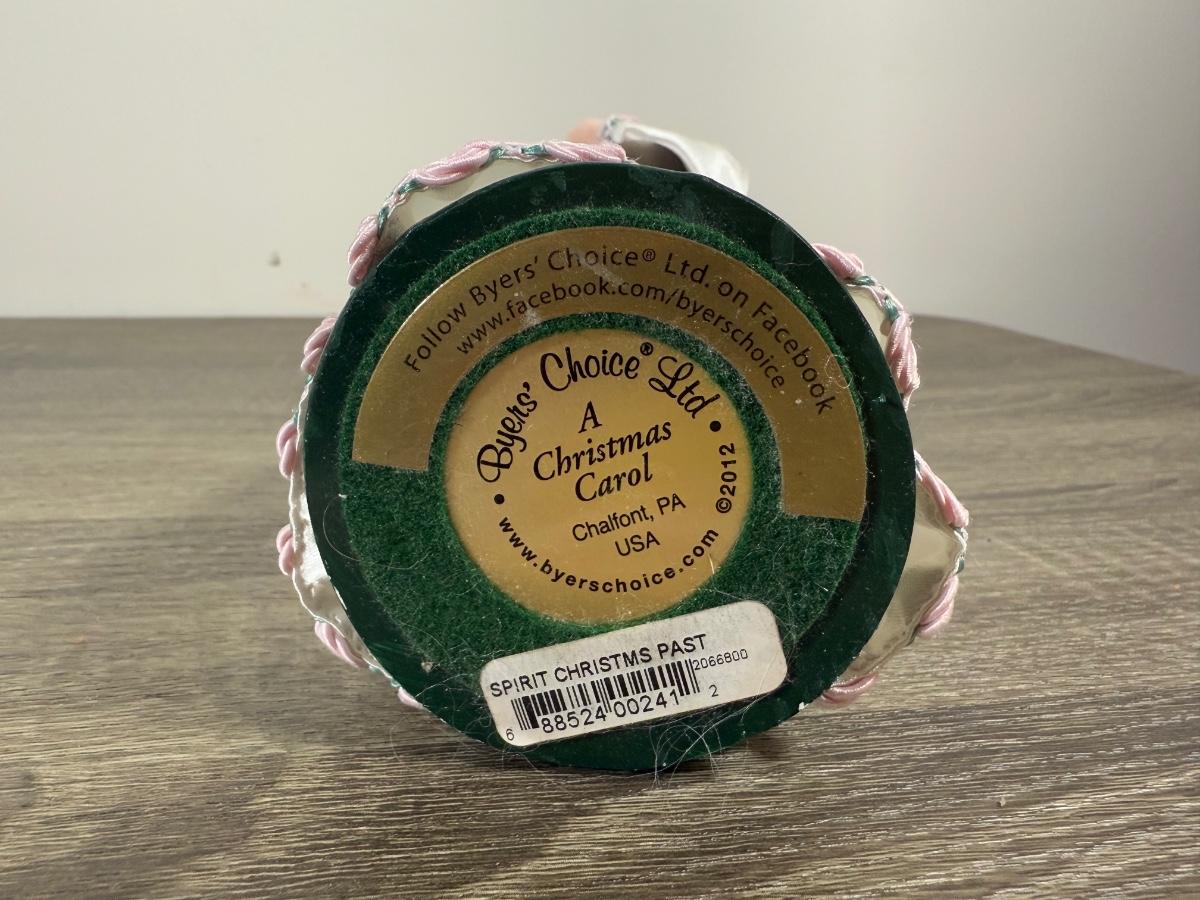 Follow Byers' Choice® Ltd. on Facebook
www.facebook.com/byerschoice
Byers' Choice® Ltd
A
Christmas
Carol
Chalfont, PA
USA
©2012
www.byerschoice.com
SPIRIT CHRISTMS PAST
2066800
6 88524 00241 2